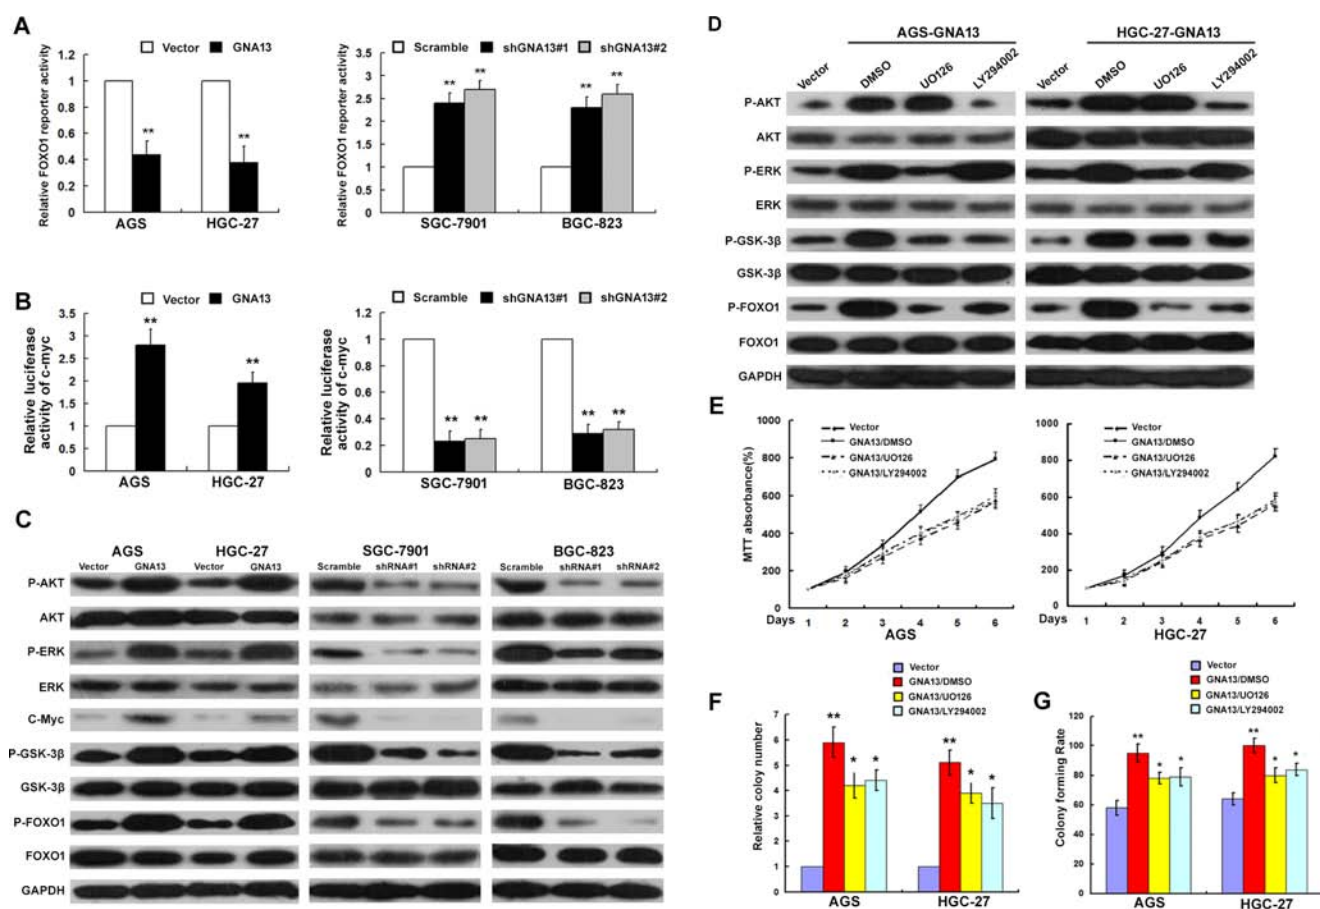 A
Vector GNA13
Relative FOXO1 reporter activity
1.2
1
0.8
0.6
0.4
0.2
0
**
**
AGS HGC-27
Scramble shGNA13#1 shGNA13#2
Relative FOXO1 reporter activity
3.5
3
2.5
2
1.5
1
0.5
0
** **
** **
SGC-7901 BGC-823
B
Vector GNA13
Relative luciferase
activity of c-myc
3.5
3
2.5
2
1.5
1
0.5
0
**
**
AGS HGC-27
Scramble shGNA13#1 shGNA13#2
Relative luciferase
activity of c-myc
1.2
1
0.8
0.6
0.4
0.2
0
** **
** **
SGC-7901 BGC-823
C
AGS HGC-27 SGC-7901 BGC-823
Vector GNA13 Vector GNA13 Scramble shRNA#1 shRNA#2 Scramble shRNA#1 shRNA#2
P-AKT
AKT
P-ERK
ERK
C-Myc
P-GSK-3β
GSK-3β
P-FOXO1
FOXO1
GAPDH
D
AGS-GNA13 HGC-27-GNA13
Vector DMSO UO126 LY294002 Vector DMSO UO126 LY294002
P-AKT
AKT
P-ERK
ERK
P-GSK-3β
GSK-3β
P-FOXO1
FOXO1
GAPDH
E
Vector
GNA13/DMSO
GNA13/UO126
GNA13/LY294002
MTT absorbance(%)
1000
800
600
400
200
0
Days 1 2 3 4 5 6
AGS
Vector
GNA13/DMSO
GNA13/UO126
GNA13/LY294002
1000
800
600
400
200
0
Days 1 2 3 4 5 6
HGC-27
F
Vector
GNA13/DMSO
GNA13/UO126
GNA13/LY294002
Relative coloy number
7
6
5
4
3
2
1
0
** * *
** * *
AGS HGC-27
G
Vector
GNA13/DMSO
GNA13/UO126
GNA13/LY294002
Colony forming Rate
120
100
80
60
40
20
0
** * *
** * *
AGS HGC-27